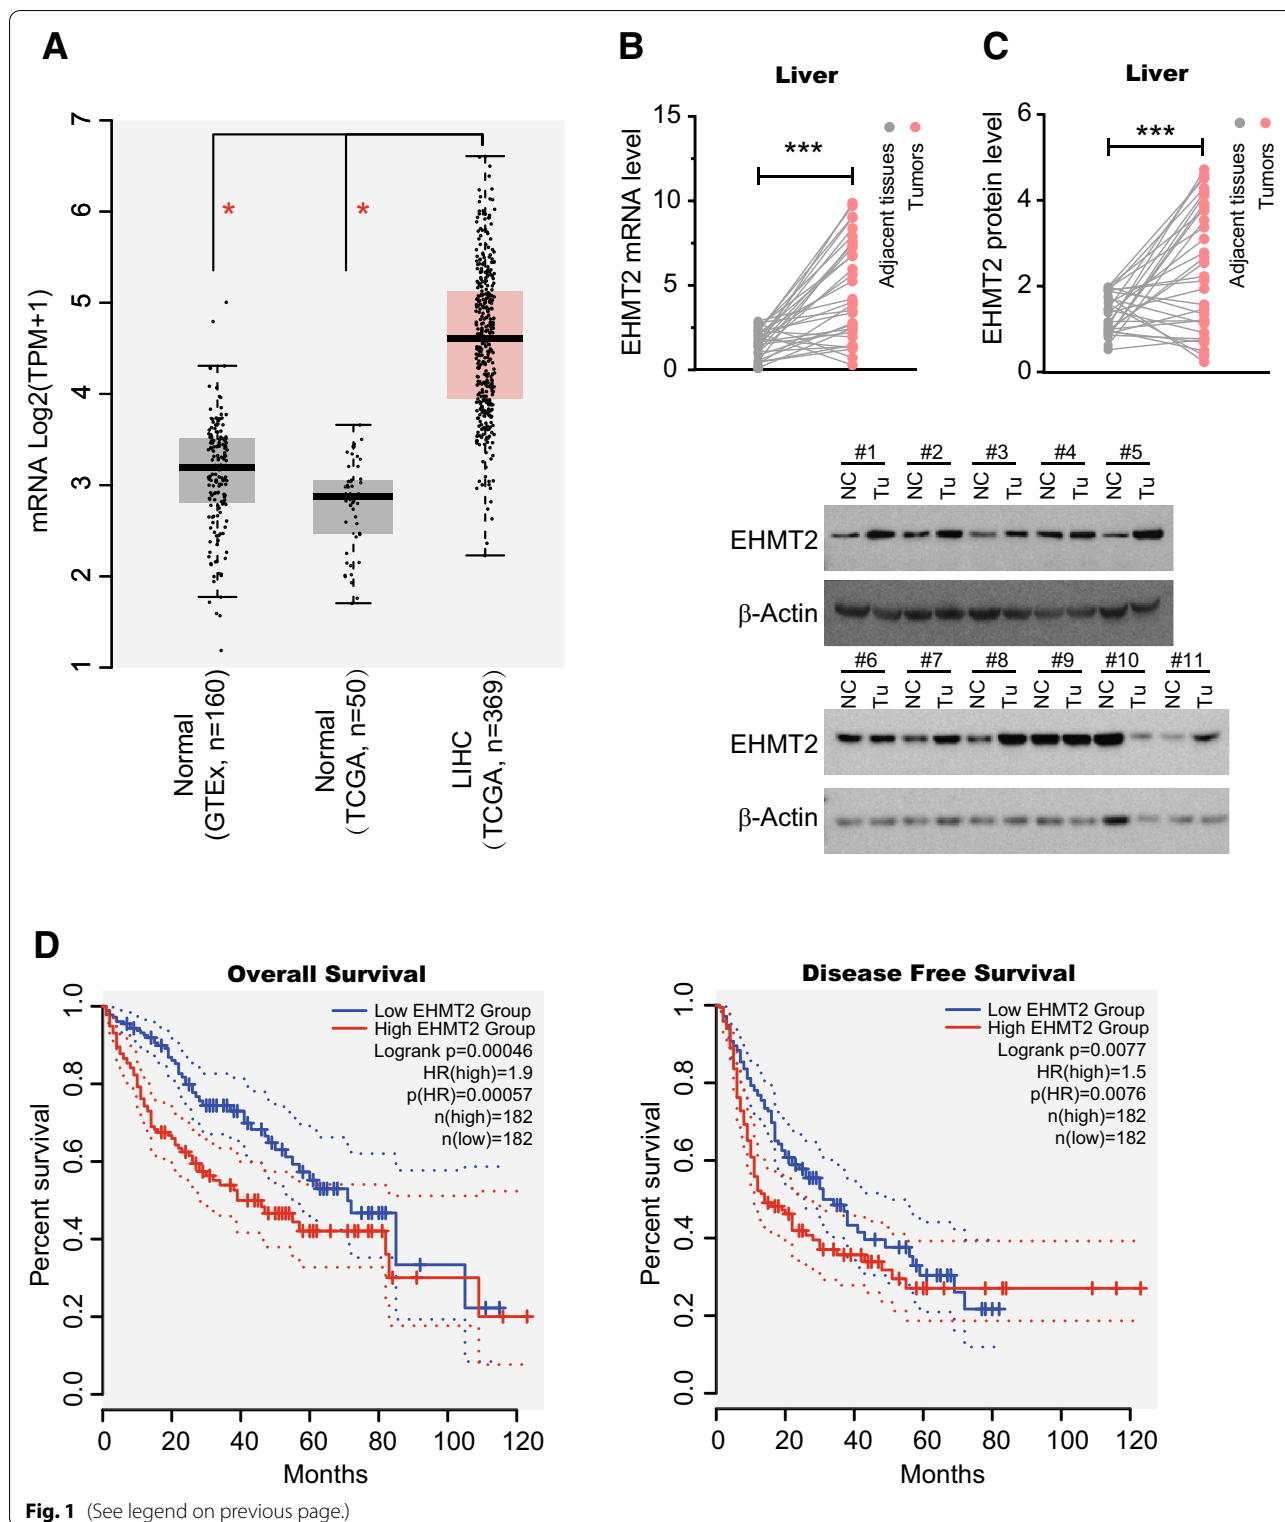 A
7
6
5
4
3
2
1
mRNA Log2(TPM+1)
*
*
Normal
(GTEx, n=160)
Normal
(TCGA, n=50)
LIHC
(TCGA, n=369)
B
Liver
15
10
5
0
EHMT2 mRNA level
***
Adjacent tissues
Tumors
C
Liver
6
4
2
0
EHMT2 protein level
***
Adjacent tissues
Tumors
#1 #2 #3 #4 #5
NC Tu NC Tu NC Tu NC Tu NC Tu
EHMT2
β-Actin
#6 #7 #8 #9 #10 #11
NC Tu NC Tu NC Tu NC Tu NC Tu NC Tu
EHMT2
β-Actin
D
Overall Survival
Low EHMT2 Group
High EHMT2 Group
Logrank p=0.00046
HR(high)=1.9
p(HR)=0.00057
n(high)=182
n(low)=182
1.0
0.8
0.6
0.4
0.2
0.0
Percent survival
0 20 40 60 80 100 120
Months
Disease Free Survival
Low EHMT2 Group
High EHMT2 Group
Logrank p=0.0077
HR(high)=1.5
p(HR)=0.0076
n(high)=182
n(low)=182
1.0
0.8
0.6
0.4
0.2
0.0
Percent survival
0 20 40 60 80 100 120
Months
Fig. 1 (See legend on previous page.)